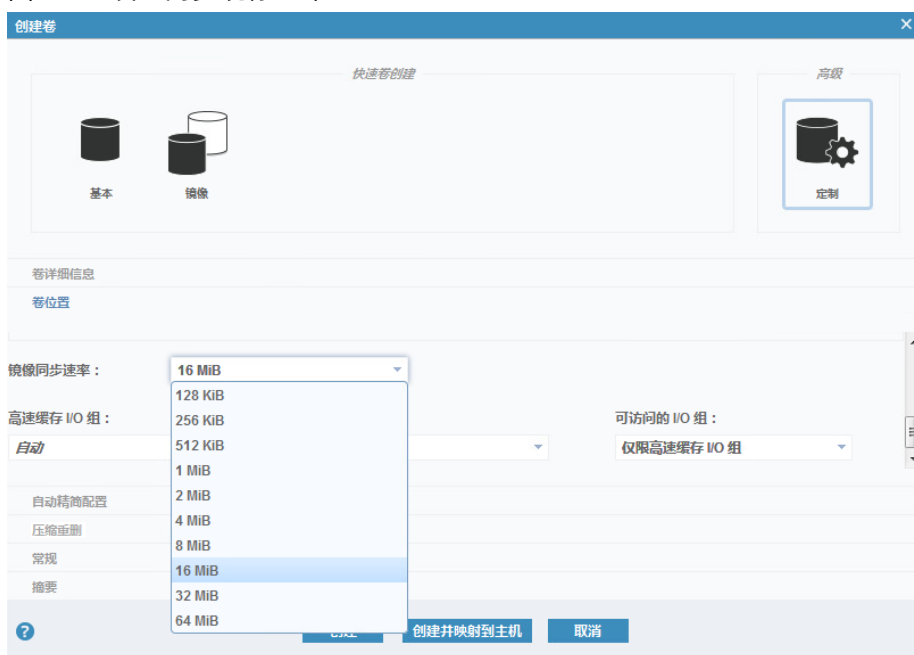 创建卷
快速卷创建
高级
基本
镜像
定制
卷详细信息
卷位置
镜像同步速率：
16 MiB
128 KiB
256 KiB
512 KiB
1 MiB
2 MiB
4 MiB
8 MiB
16 MiB
32 MiB
64 MiB
高速缓存 I/O 组：
自动
可访问的 I/O 组：
仅限高速缓存 I/O 组
自动精简配置
压缩重删
常规
摘要
创建并映射到主机
取消